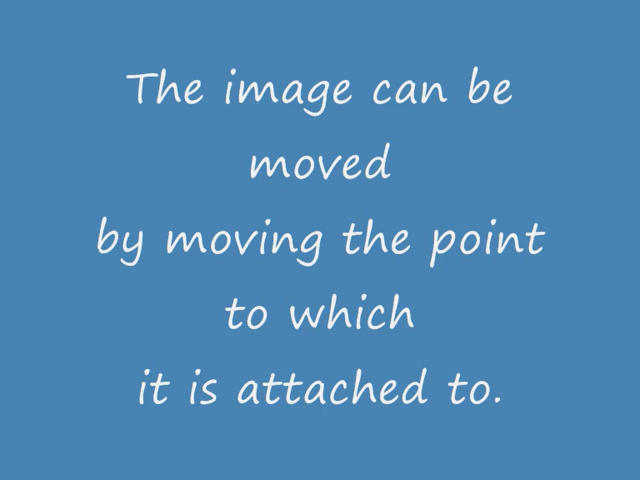 The image can be
moved
by moving the point
to which
it is attached to.